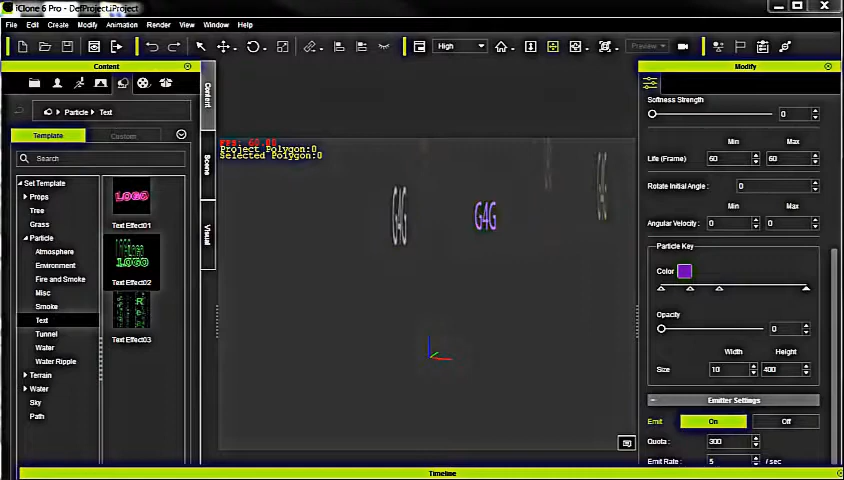 iClone 6 Pro - DefProject.iProject
File Edit Create Modify Animation Render View Window Help
High Preview
Content
Particle Text
Template Custom
Search
Set Template
Props
Tree
Grass
Particle
Atmosphere
Environment
Fire and Smoke
Misc
Smoke
Text
Tunnel
Water
Water Ripple
Terrain
Water
Sky
Path
LOGO
Text Effect01
LOGO
Text Effect02
Text Effect03
Content
Scene
Visual
Project Polygon:0
Selected Polygon:0
G4G
G4G
Modify
Softness Strength
0
Min Max
Life (Frame) 60 60
Rotate Initial Angle : 0
Min Max
Angular Velocity : 0 0
Particle Key
Color
Opacity
0
Width Height
Size 10 400
Emitter Settings
Emit On Off
Quota : 300
Emit Rate : 5 / sec
Timeline